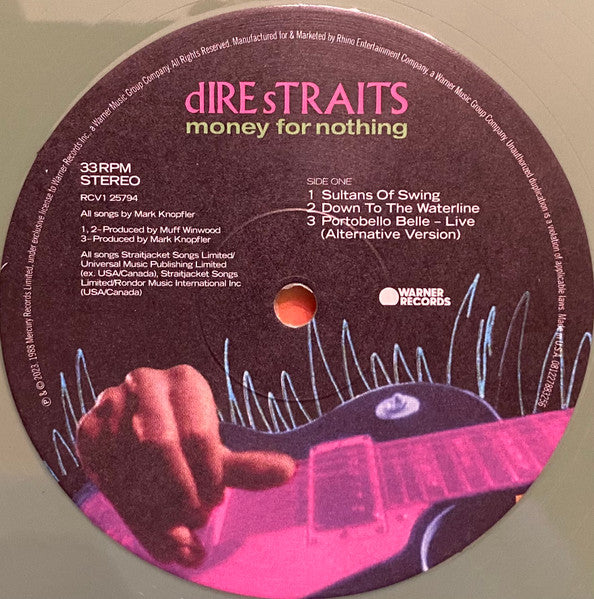 ℗ & © 2023, 1988 Mercury Records Limited, under exclusive license to Warner Records Inc., a Warner Music Group Company. All Rights Reserved. Manufactured for & Marketed by Rhino Entertainment Company, a Warner Music Group Company. Unauthorized duplication is a violation of applicable laws. Made in U.S.A. 081227883256
dIRE sTRAITS
money for nothing
33RPM
STEREO
RCV1 25794
All songs by Mark Knopfler
1, 2-Produced by Muff Winwood
3-Produced by Mark Knopfler
All songs Straitjacket Songs Limited/
Universal Music Publishing Limited
(ex. USA/Canada), Straitjacket Songs
Limited/Rondor Music International Inc
(USA/Canada)
SIDE ONE
1 Sultans Of Swing
2 Down To The Waterline
3 Portobello Belle - Live
(Alternative Version)
WARNER
RECORDS